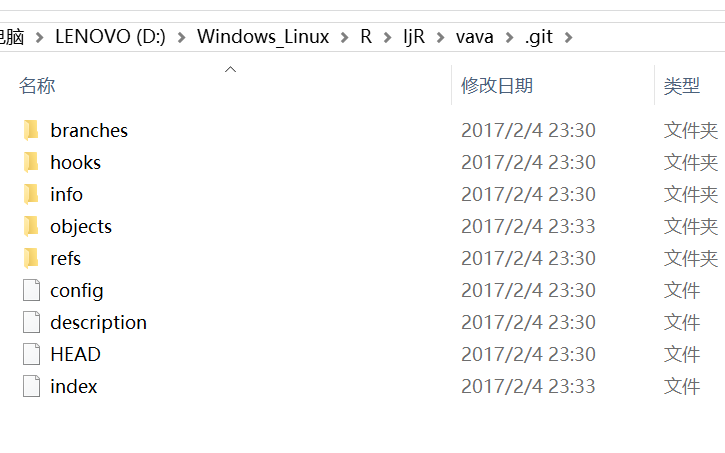 电脑 > LENOVO (D:) > Windows_Linux > R > ljR > vava > .git >
名称 修改日期 类型
branches 2017/2/4 23:30 文件夹
hooks 2017/2/4 23:30 文件夹
info 2017/2/4 23:30 文件夹
objects 2017/2/4 23:33 文件夹
refs 2017/2/4 23:30 文件夹
config 2017/2/4 23:30 文件
description 2017/2/4 23:30 文件
HEAD 2017/2/4 23:30 文件
index 2017/2/4 23:33 文件